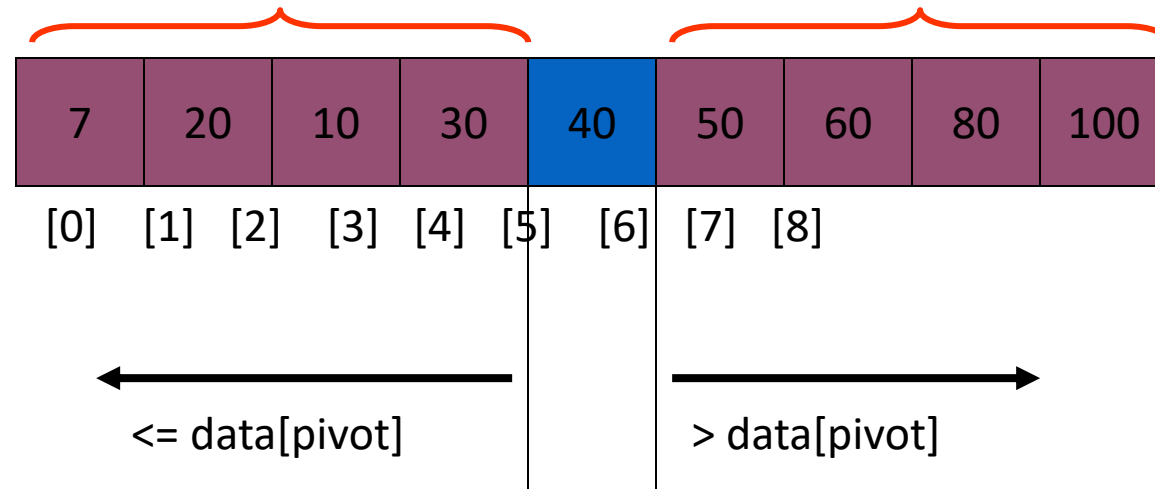 7 20 10 30 40 50 60 80 100
[0] [1] [2] [3] [4] [5] [6] [7] [8]
<= data[pivot] > data[pivot]